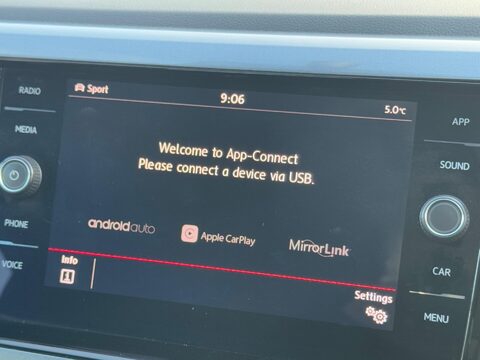 RADIO
MEDIA
PHONE
VOICE
Sport
9:06
5.0°C
Welcome to App-Connect
Please connect a device via USB.
androidauto
Apple CarPlay
MirrorLink
Info
Settings
APP
SOUND
CAR
MENU